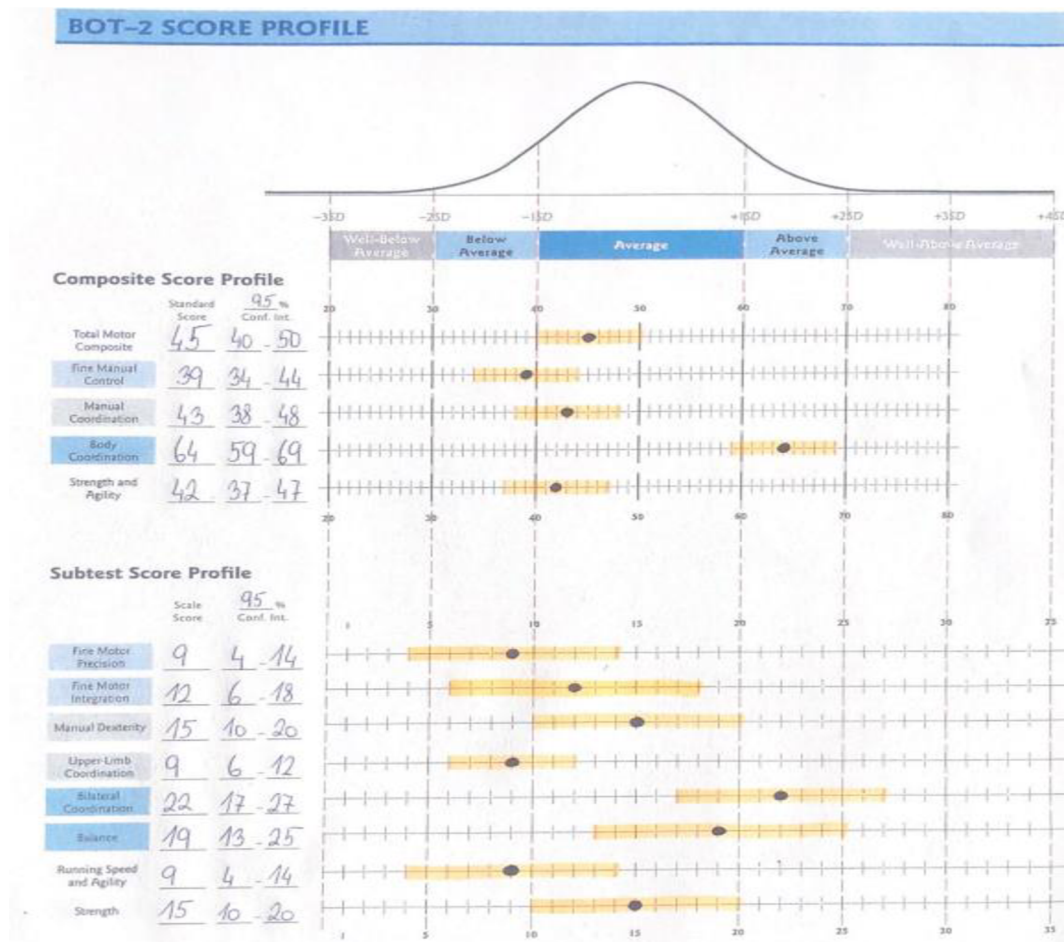 BOT–2 SCORE PROFILE
–3SD –2SD –1SD +1SD +2SD +3SD +4SD
Well-Below Average Below Average Average Above Average Well-Above Average
Composite Score Profile
Standard Score 95 % Conf. Int.
20 30 40 50 60 70 80
Total Motor Composite 45 40 - 50
Fine Manual Control 39 34 - 44
Manual Coordination 43 38 - 48
Body Coordination 64 59 - 69
Strength and Agility 42 37 - 47
20 30 40 50 60 70 80
Subtest Score Profile
Scale Score 95 % Conf. Int.
1 5 10 15 20 25 30 35
Fine Motor Precision 9 4 - 14
Fine Motor Integration 12 6 - 18
Manual Dexterity 15 10 - 20
Upper-Limb Coordination 9 6 - 12
Bilateral Coordination 22 17 - 27
Balance 19 13 - 25
Running Speed and Agility 9 4 - 14
Strength 15 10 - 20
1 5 10 15 20 25 30 35